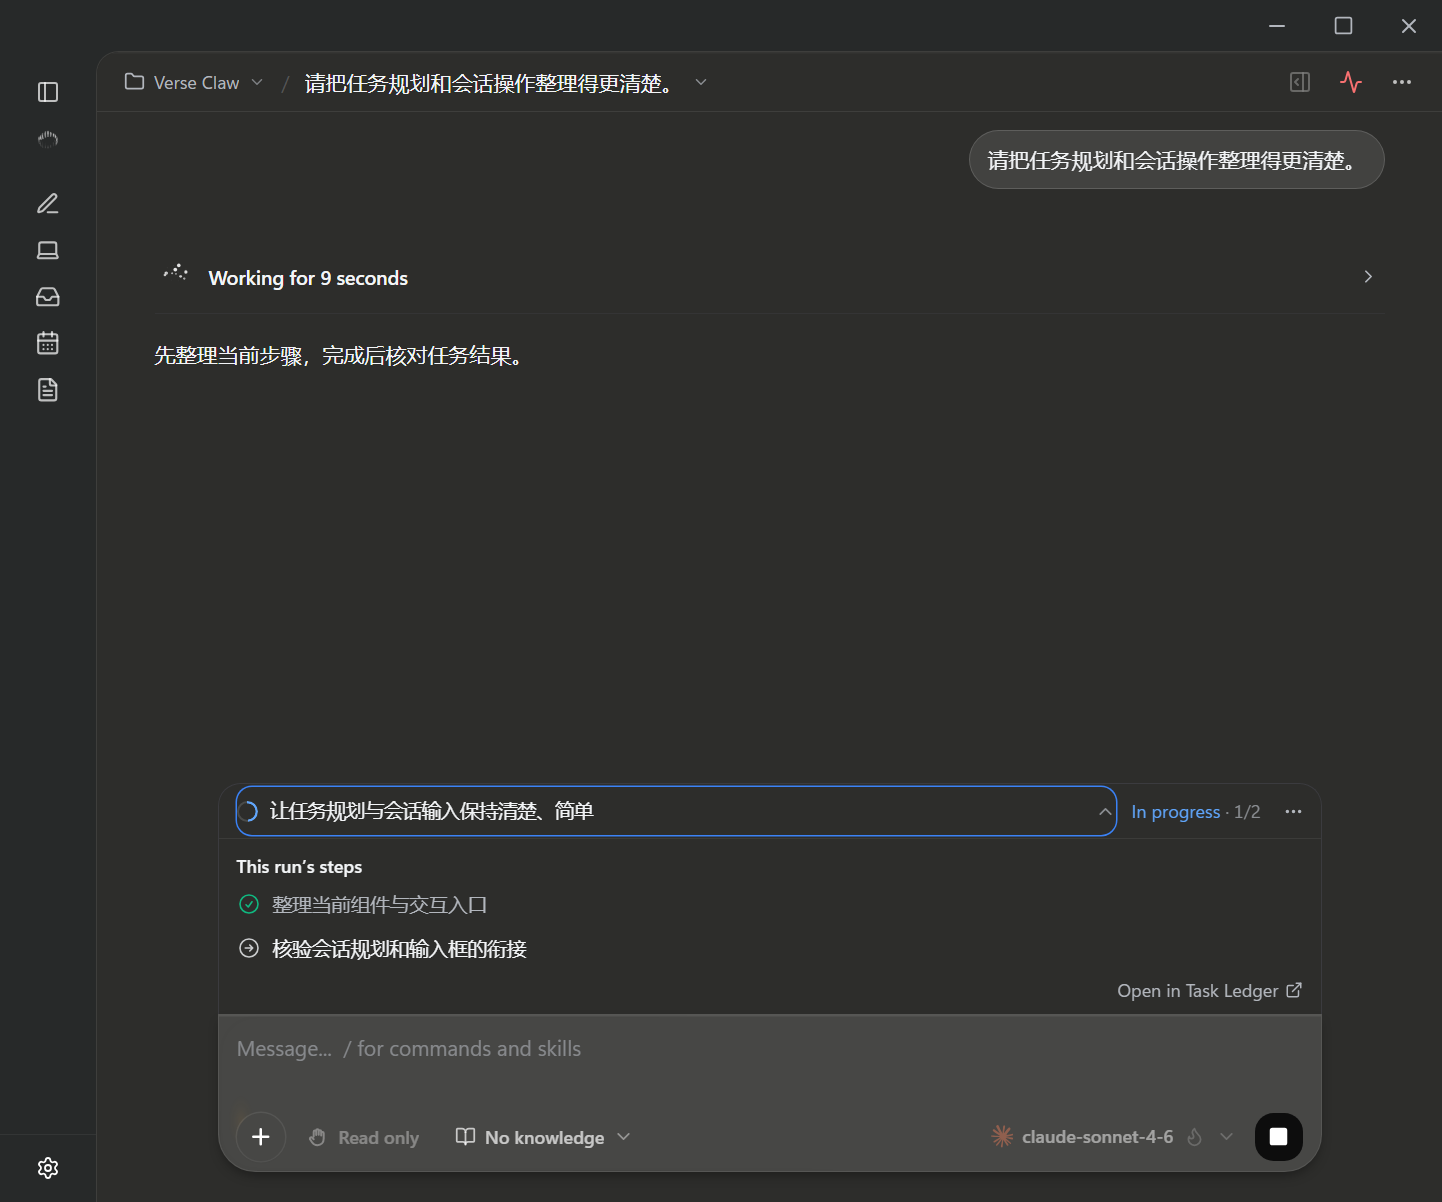 Verse Claw / 请把任务规划和会话操作整理得更清楚。
请把任务规划和会话操作整理得更清楚。
Working for 9 seconds
先整理当前步骤，完成后核对任务结果。
让任务规划与会话输入保持清楚、简单 In progress · 1/2
This run’s steps
整理当前组件与交互入口
核验会话规划和输入框的衔接
Open in Task Ledger
Message... / for commands and skills
Read only No knowledge claude-sonnet-4-6